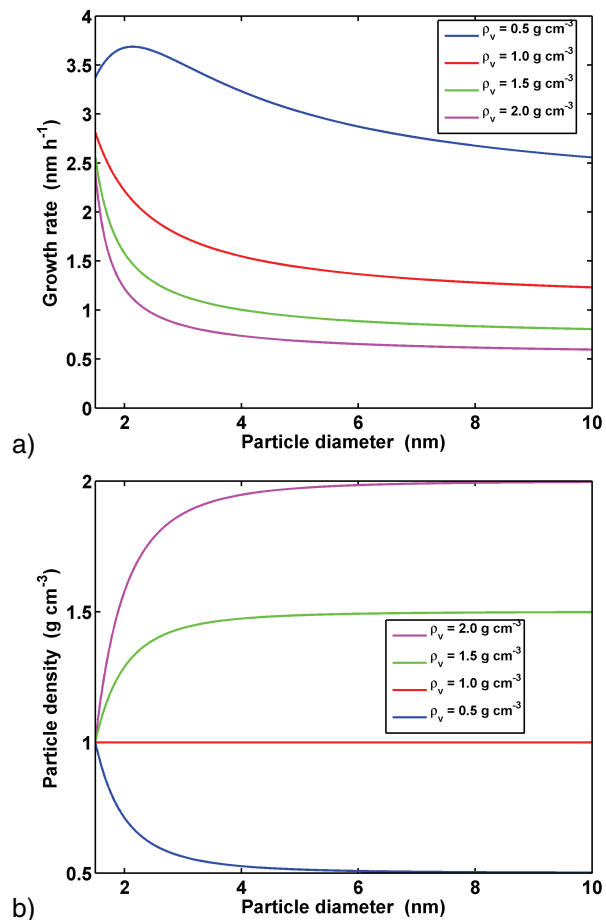 4
3.5
3
2.5
2
1.5
1
0.5
0
Growth rate (nm h⁻¹)
ρᵥ = 0.5 g cm⁻³
ρᵥ = 1.0 g cm⁻³
ρᵥ = 1.5 g cm⁻³
ρᵥ = 2.0 g cm⁻³
2 4 6 8 10
Particle diameter (nm)
a)
2
1.5
1
0.5
Particle density (g cm⁻³)
ρᵥ = 2.0 g cm⁻³
ρᵥ = 1.5 g cm⁻³
ρᵥ = 1.0 g cm⁻³
ρᵥ = 0.5 g cm⁻³
2 4 6 8 10
Particle diameter (nm)
b)